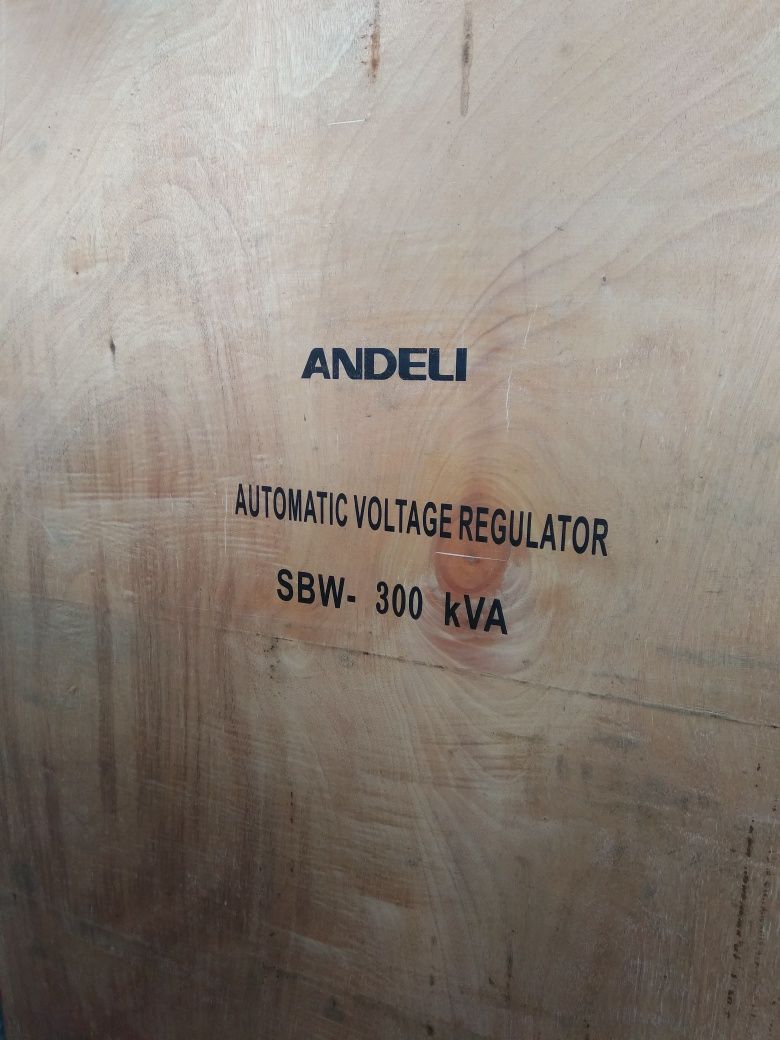 ANDELI
AUTOMATIC VOLTAGE REGULATOR
SBW- 300 kVA